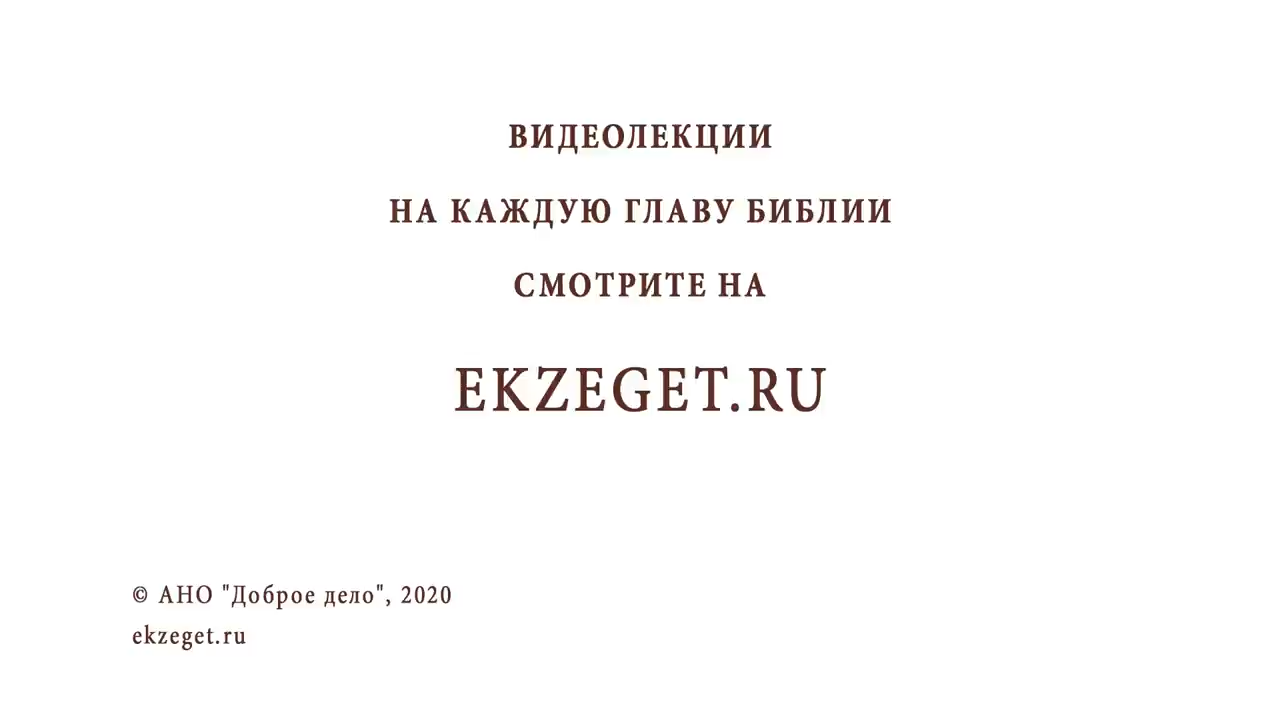 ВИДЕОЛЕКЦИИ
НА КАЖДУЮ ГЛАВУ БИБЛИИ
СМОТРИТЕ НА
EKZEGET.RU
© АНО "Доброе дело", 2020
ekzeget.ru